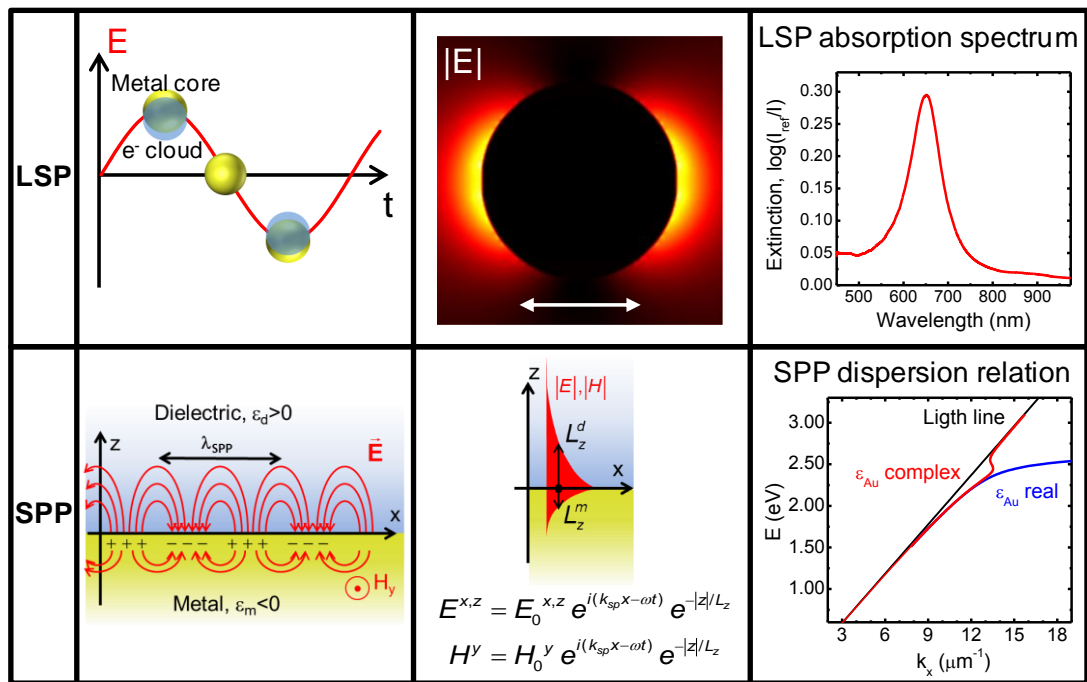 LSP
E
Metal core
e⁻ cloud
t
|E|
LSP absorption spectrum
Extinction, log(I_ref/I)
0.30
0.25
0.20
0.15
0.10
0.05
0.00
500 600 700 800 900
Wavelength (nm)
SPP
Dielectric, ε_d>0
z
λ_SPP
E⃗
x
+ + + − − − + + + − − −
H_y
Metal, ε_m<0
z
|E|,|H|
L_z^d
x
L_z^m
E^{x,z} = E_0^{x,z} e^{i(k_{sp}x−ωt)} e^{−|z|/L_z}
H^y = H_0^y e^{i(k_{sp}x−ωt)} e^{−|z|/L_z}
SPP dispersion relation
E (eV)
3.00
2.50
2.00
1.50
1.00
Ligth line
ε_Au complex
ε_Au real
3 6 9 12 15 18
k_x (μm⁻¹)